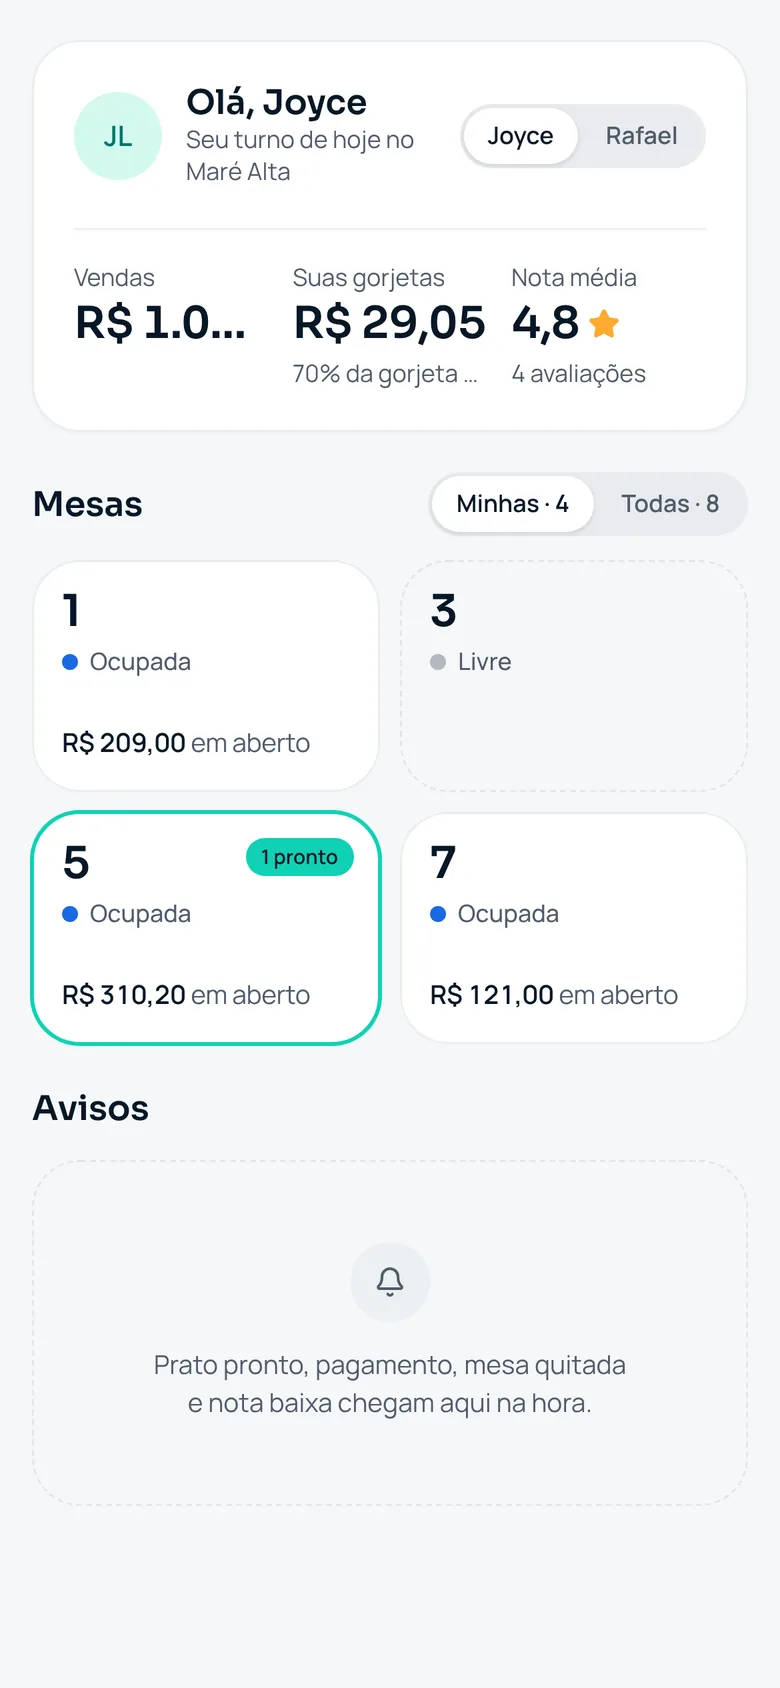 JL
Olá, Joyce
Seu turno de hoje no
Maré Alta
Joyce
Rafael
Vendas
R$ 1.0...
Suas gorjetas
R$ 29,05
70% da gorjeta ...
Nota média
4,8
4 avaliações
Mesas
Minhas · 4
Todas · 8
1
Ocupada
R$ 209,00 em aberto
3
Livre
5
1 pronto
Ocupada
R$ 310,20 em aberto
7
Ocupada
R$ 121,00 em aberto
Avisos
Prato pronto, pagamento, mesa quitada
e nota baixa chegam aqui na hora.